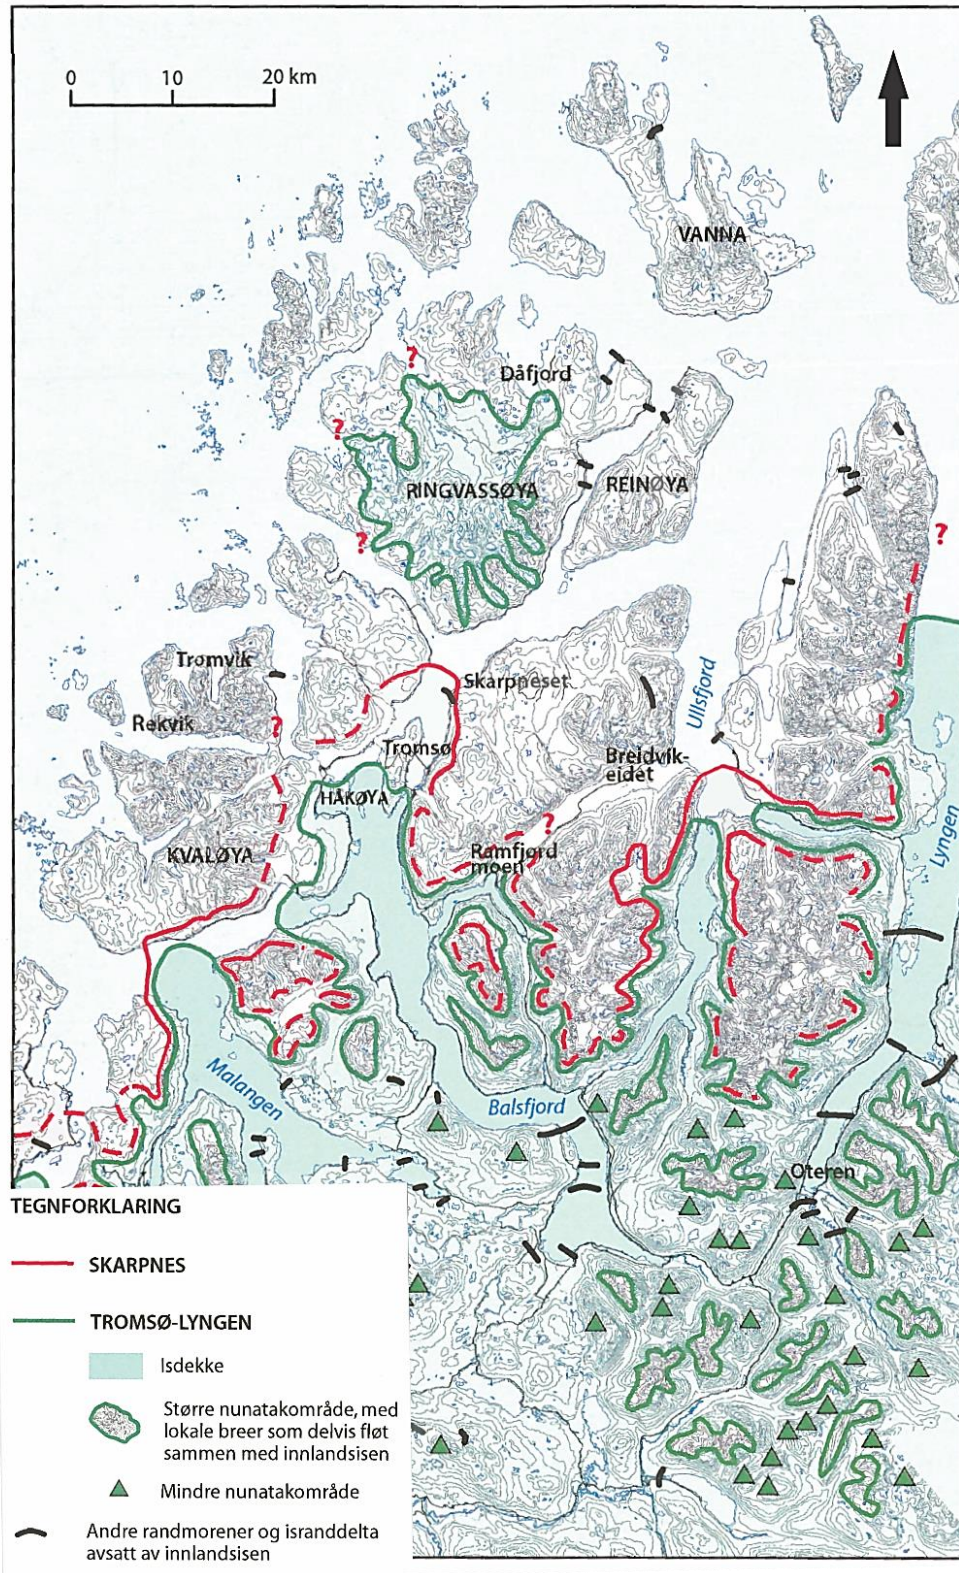 0 10 20 km
VANNA
?
Dåfjord
?
RINGVASSØYA
REINØYA
?
?
Tromvik
Skarpneset
Ullsfjord
Rekvik
?
Tromsø
Breidvik-
eidet
HÅKØYA
?
KVALØYA
Ramfjord
moen
Lyngen
Malangen
Balsfjord
Oteren
TEGNFORKLARING
SKARPNES
TROMSØ-LYNGEN
Isdekke
Større nunatakområde, med
lokale breer som delvis fløt
sammen med innlandsisen
Mindre nunatakområde
Andre randmorener og isranddelta
avsatt av innlandsisen